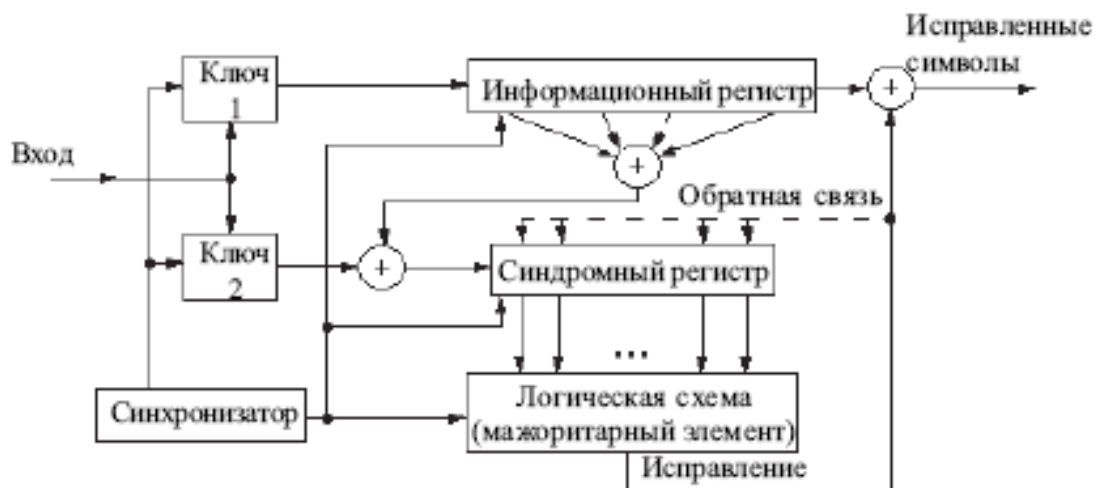 Исправленные
символы
Ключ
1
Информационный регистр
+
Вход
+
Обратная связь
Ключ
2
+
Синдромный регистр
...
Синхронизатор
Логическая схема
(мажоритарный элемент)
Исправление